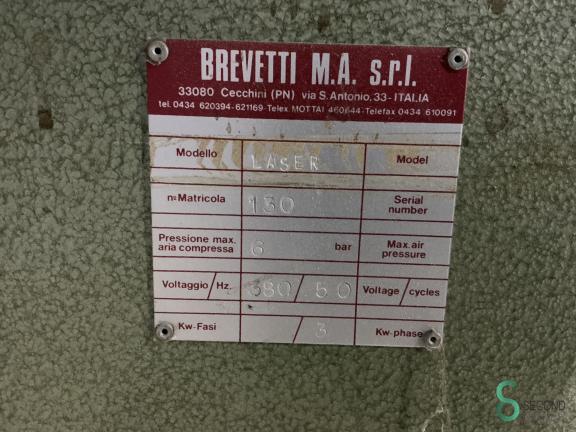 BREVETTI M.A. s.r.l.
33080 Cecchini (PN) via S. Antonio, 33 - ITALIA
tel. 0434 620394-621169 - Telex MOTTAI 460644 - Telefax 0434 610091
Modello LASER Model
n° Matricola 130 Serial number
Pressione max. aria compressa 6 bar Max. air pressure
Voltaggio / Hz. 380 / 50 Voltage / cycles
Kw-Fasi / 3 Kw-phase
SECOND